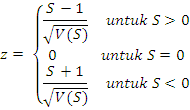 z = { (S − 1) / √V(S) untuk S > 0
0 untuk S = 0
(S + 1) / √V(S) untuk S < 0